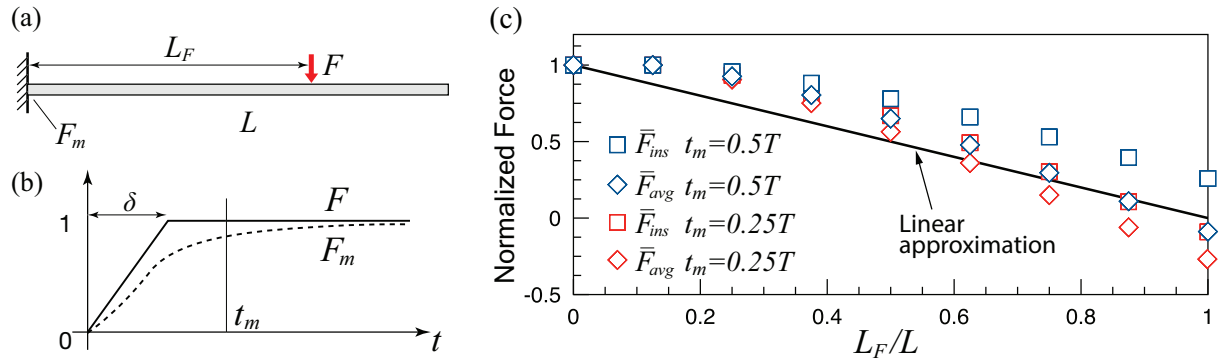 (a)
L_F
F
F_m
L
(b)
δ
1
F
F_m
t_m
0
t
(c)
Normalized Force
1
0.5
0
-0.5
F̅_ins t_m=0.5T
F̅_avg t_m=0.5T
F̅_ins t_m=0.25T
F̅_avg t_m=0.25T
Linear
approximation
0 0.2 0.4 0.6 0.8 1
L_F/L